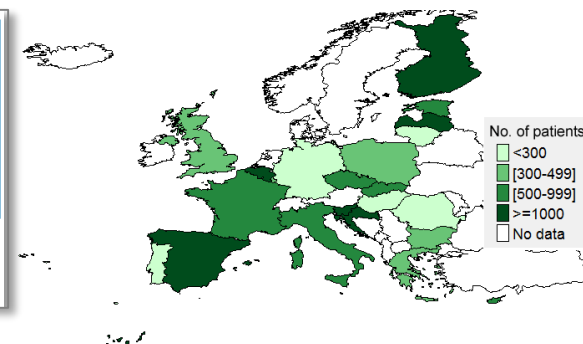 No. of patients
<300
[300-499]
[500-999]
>=1000
No data